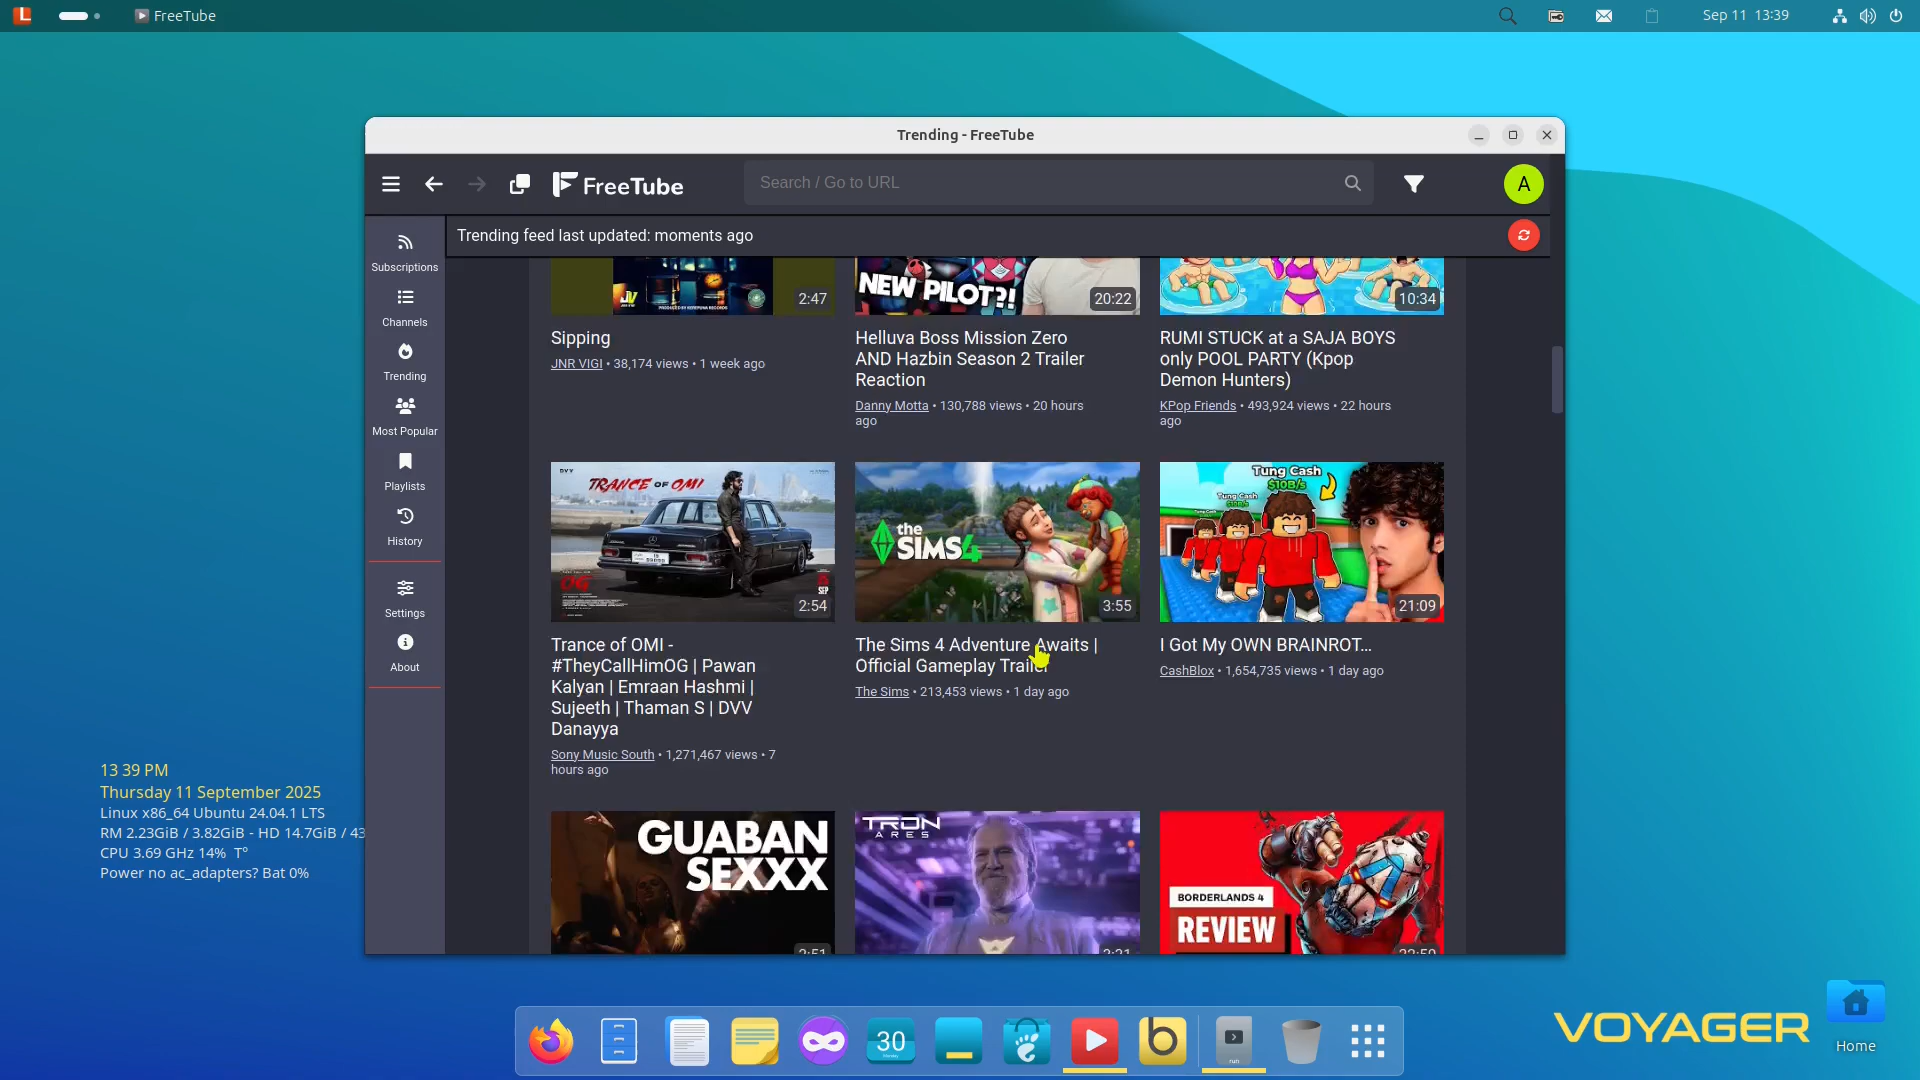 FreeTube
Sep 11 13:39
Trending - FreeTube
FreeTube
Search / Go to URL
A
Trending feed last updated: moments ago
Subscriptions
Channels
Trending
Most Popular
Playlists
History
Settings
About
2:47
NEW PILOT?!
20:22
10:34
Sipping
JNR VIGI • 38,174 views • 1 week ago
Helluva Boss Mission Zero
AND Hazbin Season 2 Trailer
Reaction
Danny Motta • 130,788 views • 20 hours
ago
RUMI STUCK at a SAJA BOYS
only POOL PARTY (Kpop
Demon Hunters)
KPop Friends • 493,924 views • 22 hours
ago
TRANCE OF OMI
OG
SEP
2:54
the
SIMS4
3:55
Tung Cash
$10B/s
Tung Cash
21:09
Trance of OMI -
#TheyCallHimOG | Pawan
Kalyan | Emraan Hashmi |
Sujeeth | Thaman S | DVV
Danayya
Sony Music South • 1,271,467 views • 7
hours ago
The Sims 4 Adventure Awaits |
Official Gameplay Trailer
The Sims • 213,453 views • 1 day ago
I Got My OWN BRAINROT...
CashBlox • 1,654,735 views • 1 day ago
GUABAN
SEXXX
TRON
ARES
BORDERLANDS 4
REVIEW
13 39 PM
Thursday 11 September 2025
Linux x86_64 Ubuntu 24.04.1 LTS
RM 2.23GiB / 3.82GiB - HD 14.7GiB / 43
CPU 3.69 GHz 14% T°
Power no ac_adapters? Bat 0%
30
run
VOYAGER
Home